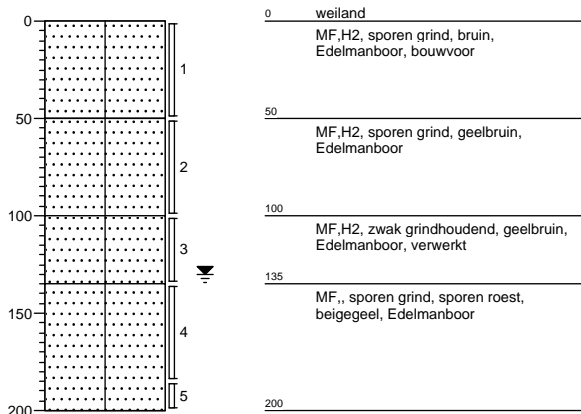 0
50
100
150
200
1
2
3
4
5
0 weiland
MF,H2, sporen grind, bruin,
Edelmanboor, bouwvoor
50
MF,H2, sporen grind, geelbruin,
Edelmanboor
100
MF,H2, zwak grindhoudend, geelbruin,
Edelmanboor, verwerkt
135
MF,, sporen grind, sporen roest,
beigegeel, Edelmanboor
200